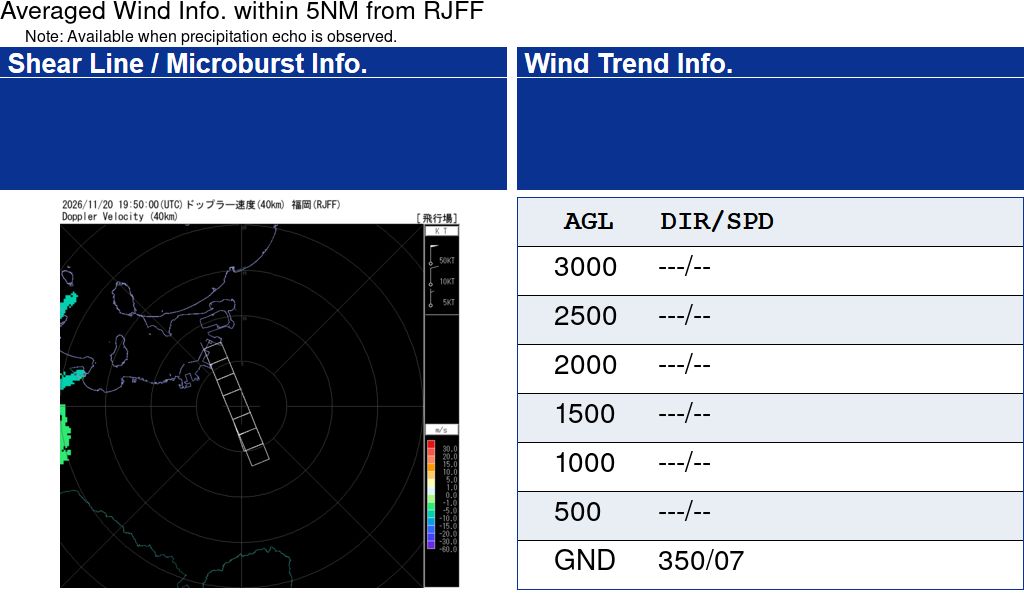 Averaged Wind Info. within 5NM from RJFF
Note: Available when precipitation echo is observed.
Shear Line / Microburst Info.
Wind Trend Info.
2026/11/20 19:50:00(UTC) ドップラー速度(40km) 福岡(RJFF)
Doppler Velocity (40km)
[飛行場]
KT
50KT
10KT
5KT
m/s
30.0
20.0
15.0
10.0
5.0
1.0
0.0
-1.0
-5.0
-10.0
-15.0
-20.0
-30.0
-60.0
AGL DIR/SPD
3000 ---/--
2500 ---/--
2000 ---/--
1500 ---/--
1000 ---/--
500 ---/--
GND 350/07